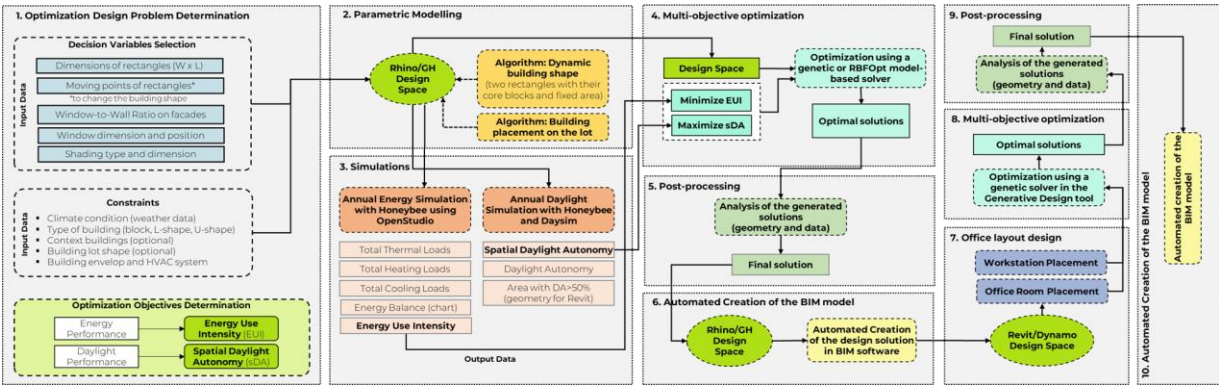 1. Optimization Design Problem Determination
Decision Variables Selection
Input Data
Dimensions of rectangles (W x L)
Moving points of rectangles*
*to change the building shape
Window-to-Wall Ratio on facades
Window dimension and position
Shading type and dimension
Constraints
Input Data
▪ Climate condition (weather data)
▪ Type of building (block, L-shape, U-shape)
▪ Context buildings (optional)
▪ Building lot shape (optional)
▪ Building envelop and HVAC system
Optimization Objectives Determination
Energy
Performance
Energy Use
Intensity (EUI)
Daylight
Performance
Spatial Daylight
Autonomy (sDA)
2. Parametric Modelling
Rhino/GH
Design
Space
Algorithm: Dynamic
building shape
(two rectangles with their
core blocks and fixed area)
Algorithm: Building
placement on the lot
3. Simulations
Annual Energy Simulation
with Honeybee using
OpenStudio
Total Thermal Loads
Total Heating Loads
Total Cooling Loads
Energy Balance (chart)
Energy Use Intensity
Annual Daylight
Simulation with Honeybee
and Daysim
Spatial Daylight Autonomy
Daylight Autonomy
Area with DA>50%
(geometry for Revit)
Output Data
4. Multi-objective optimization
Design Space
Minimize EUI
Maximize sDA
Optimization using a
genetic or RBFOpt model-
based solver
Optimal solutions
5. Post-processing
Analysis of the generated
solutions
(geometry and data)
Final solution
6. Automated Creation of the BIM model
Rhino/GH
Design
Space
Automated Creation
of the design solution
in BIM software
7. Office layout design
Workstation Placement
Office Room Placement
Revit/Dynamo
Design Space
8. Multi-objective optimization
Optimal solutions
Optimization using a
genetic solver in the
Generative Design tool
9. Post-processing
Final solution
Analysis of the generated
solutions
(geometry and data)
10. Automated Creation of the BIM model
Automated creation of the
BIM model